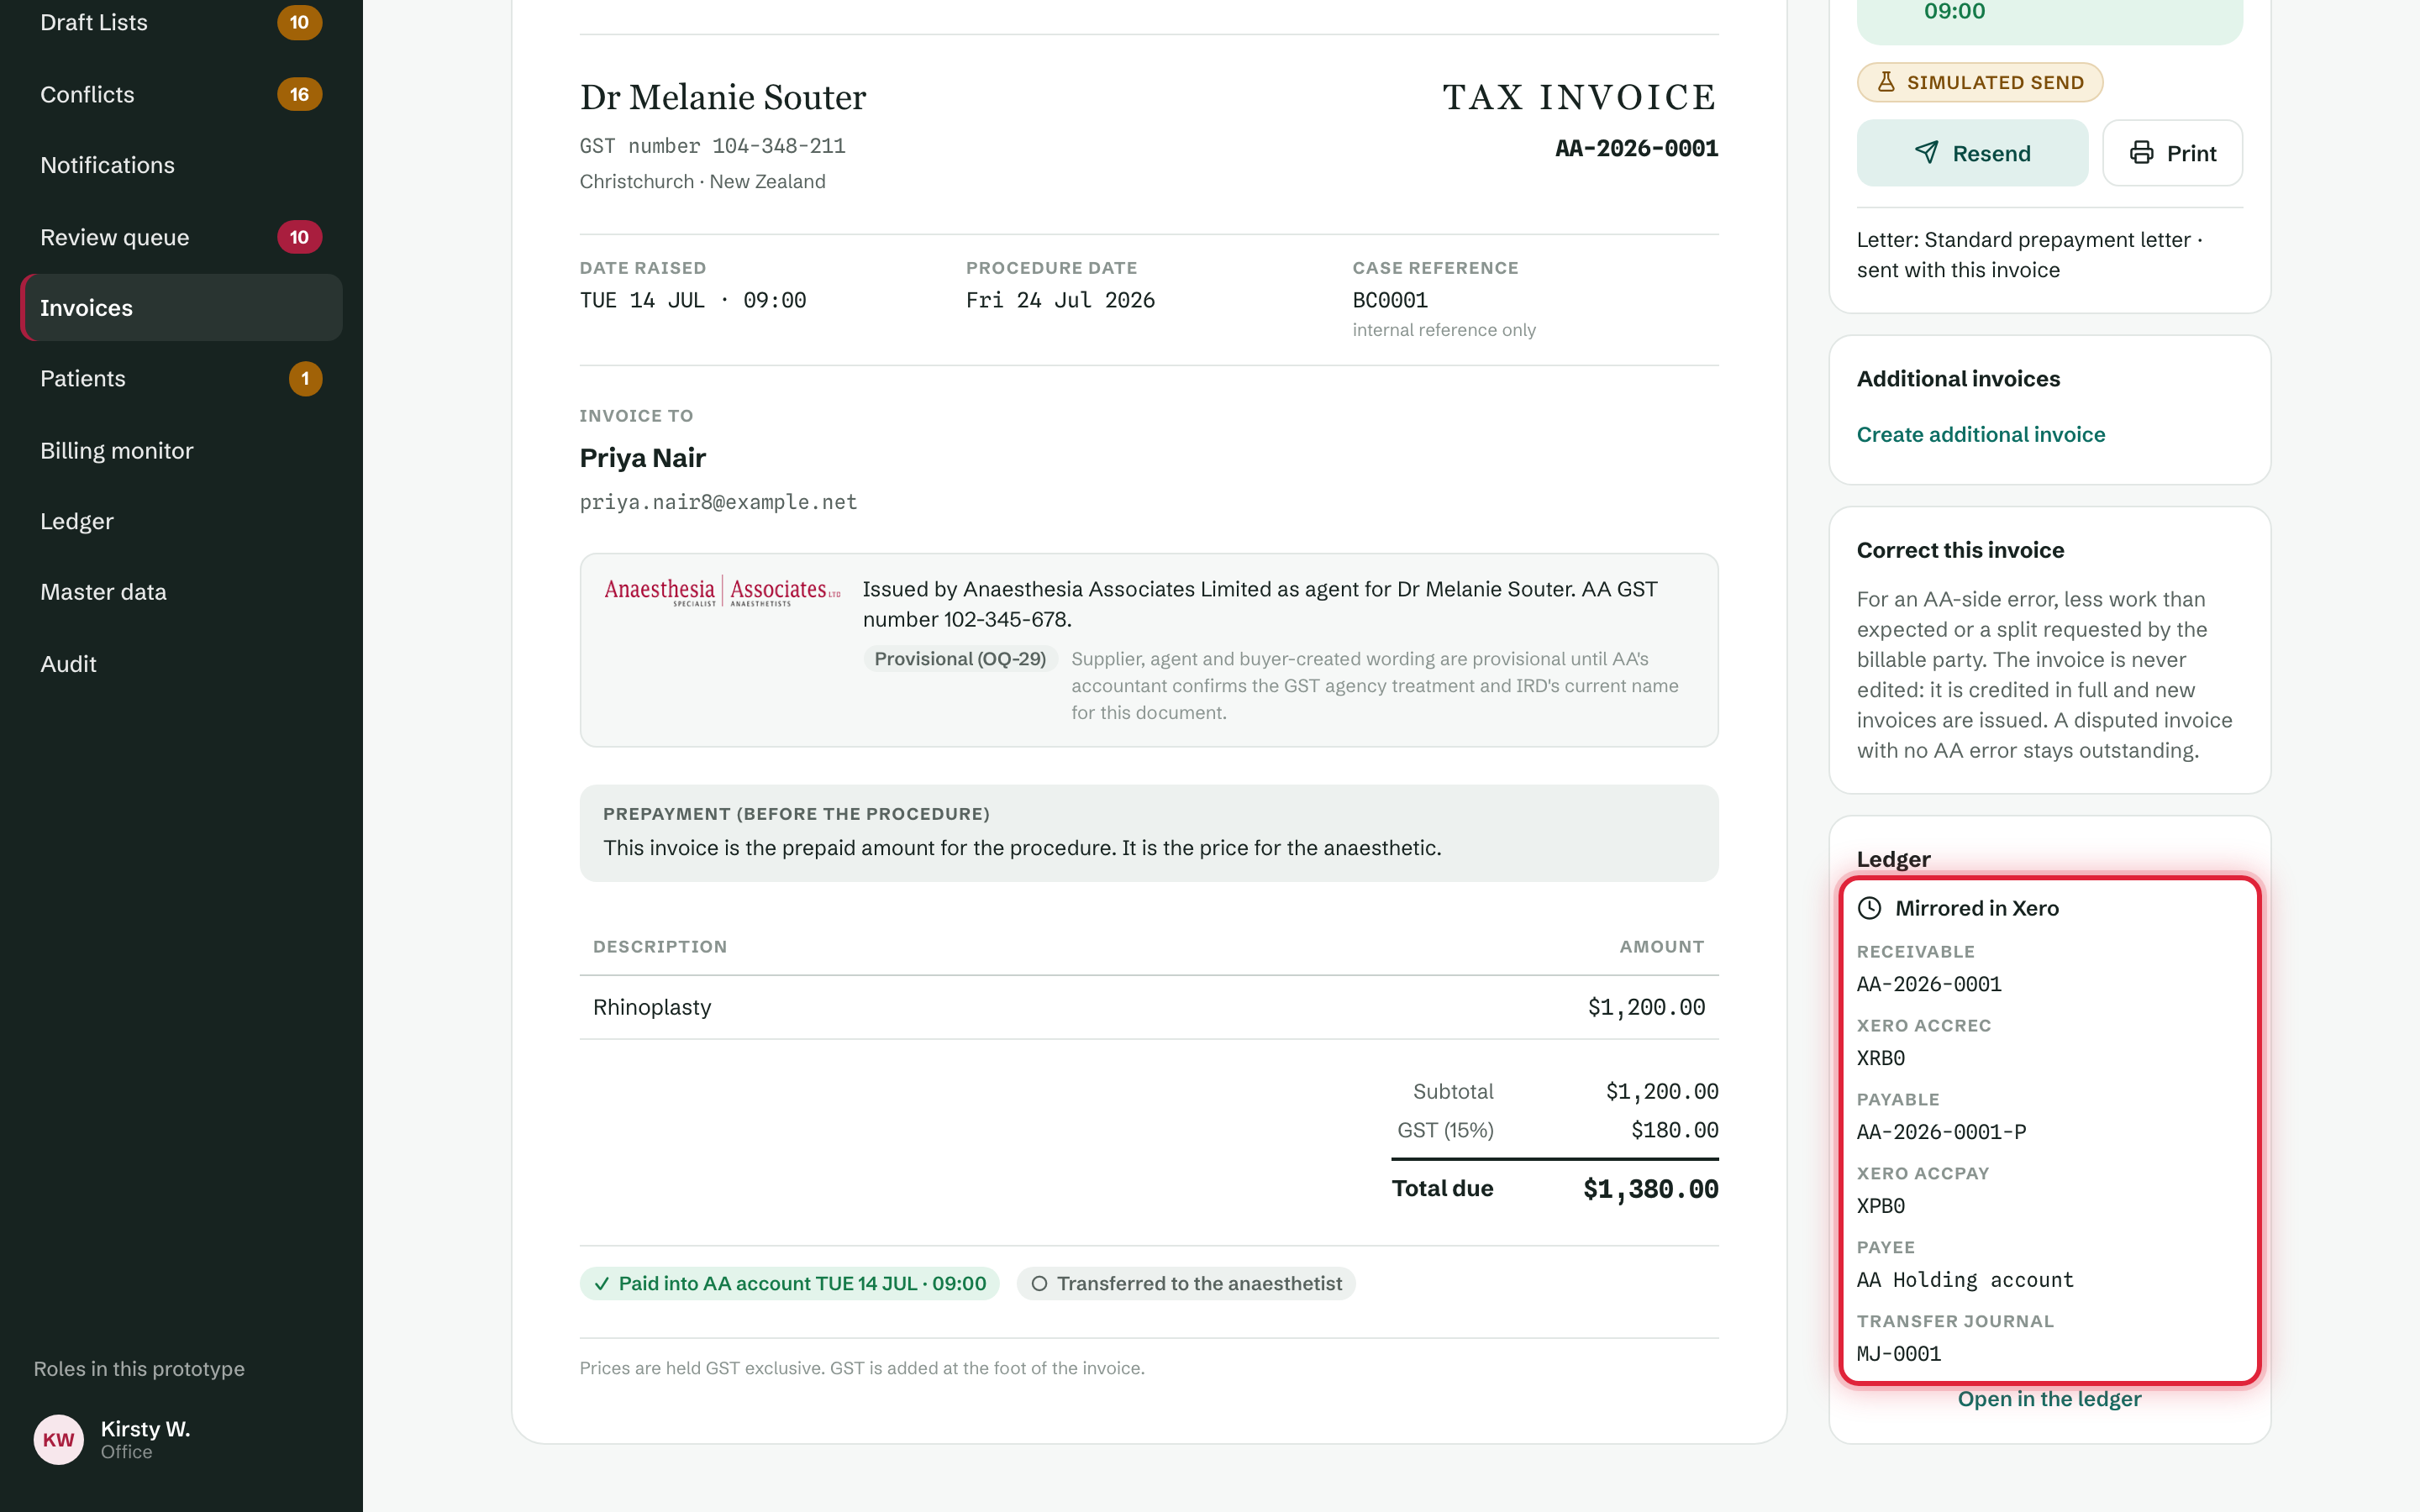 Draft Lists 10
Conflicts 16
Notifications
Review queue 10
Invoices
Patients 1
Billing monitor
Ledger
Master data
Audit
Roles in this prototype
KW
Kirsty W.
Office
Dr Melanie Souter
GST number 104-348-211
Christchurch · New Zealand
TAX INVOICE
AA-2026-0001
DATE RAISED
TUE 14 JUL · 09:00
PROCEDURE DATE
Fri 24 Jul 2026
CASE REFERENCE
BC0001
internal reference only
INVOICE TO
Priya Nair
priya.nair8@example.net
Anaesthesia Associates LTD
SPECIALIST ANAESTHETISTS
Issued by Anaesthesia Associates Limited as agent for Dr Melanie Souter. AA GST
number 102-345-678.
Provisional (OQ-29)
Supplier, agent and buyer-created wording are provisional until AA's
accountant confirms the GST agency treatment and IRD's current name
for this document.
PREPAYMENT (BEFORE THE PROCEDURE)
This invoice is the prepaid amount for the procedure. It is the price for the anaesthetic.
DESCRIPTION AMOUNT
Rhinoplasty $1,200.00
Subtotal $1,200.00
GST (15%) $180.00
Total due $1,380.00
Paid into AA account TUE 14 JUL · 09:00
Transferred to the anaesthetist
Prices are held GST exclusive. GST is added at the foot of the invoice.
09:00
SIMULATED SEND
Resend
Print
Letter: Standard prepayment letter ·
sent with this invoice
Additional invoices
Create additional invoice
Correct this invoice
For an AA-side error, less work than
expected or a split requested by the
billable party. The invoice is never
edited: it is credited in full and new
invoices are issued. A disputed invoice
with no AA error stays outstanding.
Ledger
Mirrored in Xero
RECEIVABLE
AA-2026-0001
XERO ACCREC
XRB0
PAYABLE
AA-2026-0001-P
XERO ACCPAY
XPB0
PAYEE
AA Holding account
TRANSFER JOURNAL
MJ-0001
Open in the ledger